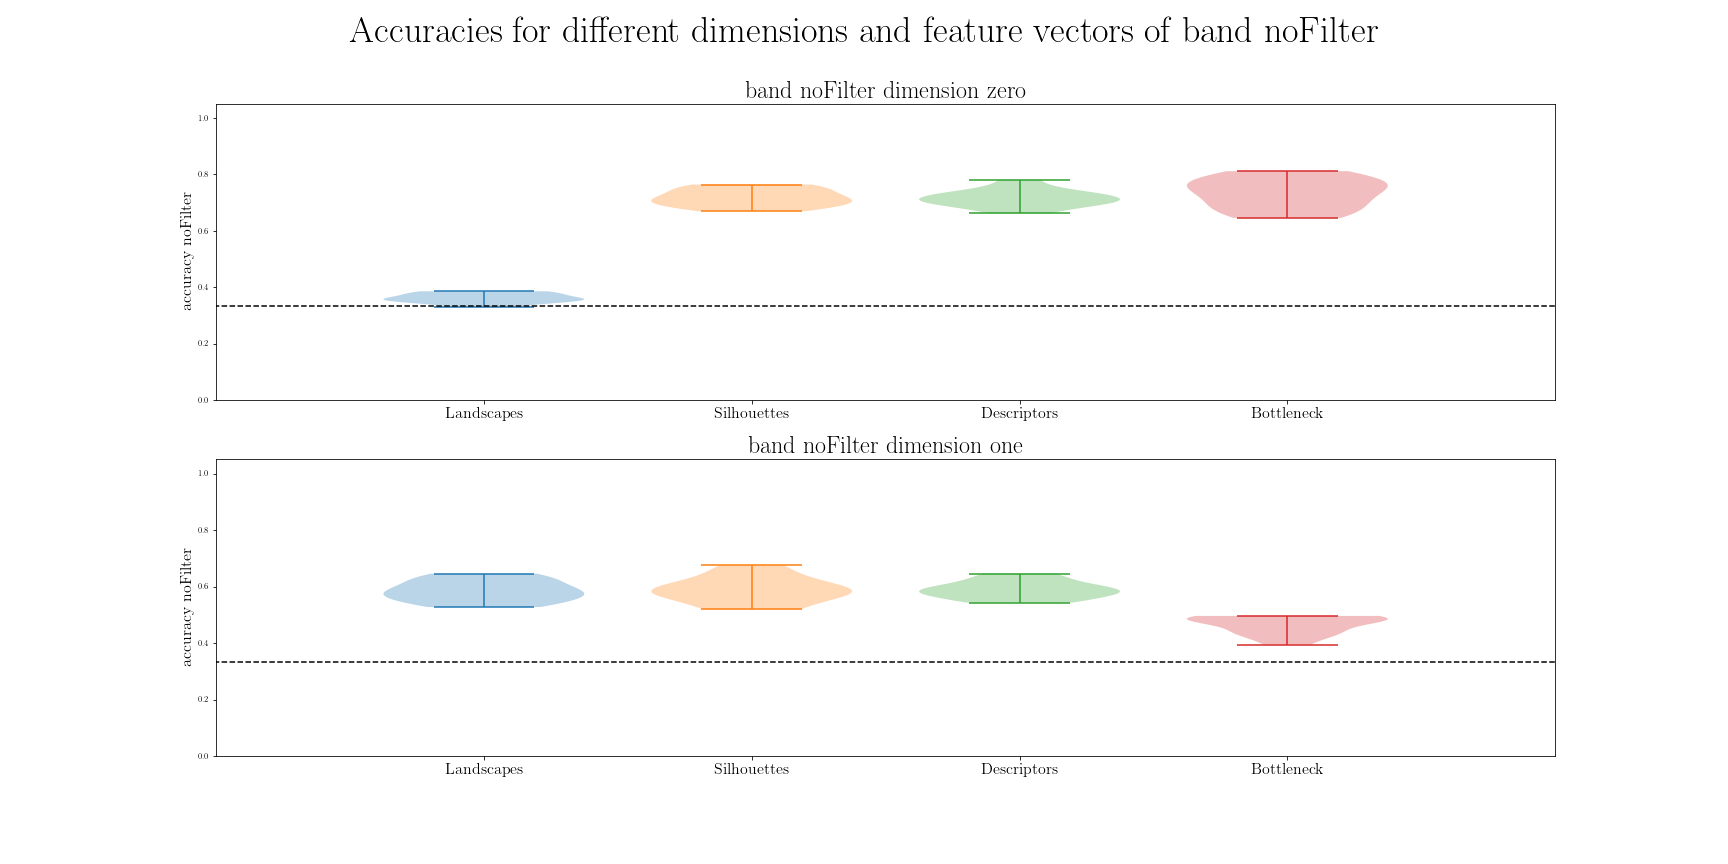 Accuracies for different dimensions and feature vectors of band noFilter
band noFilter dimension zero
accuracy noFilter
1.0
0.8
0.6
0.4
0.2
0.0
Landscapes Silhouettes Descriptors Bottleneck
band noFilter dimension one
accuracy noFilter
1.0
0.8
0.6
0.4
0.2
0.0
Landscapes Silhouettes Descriptors Bottleneck